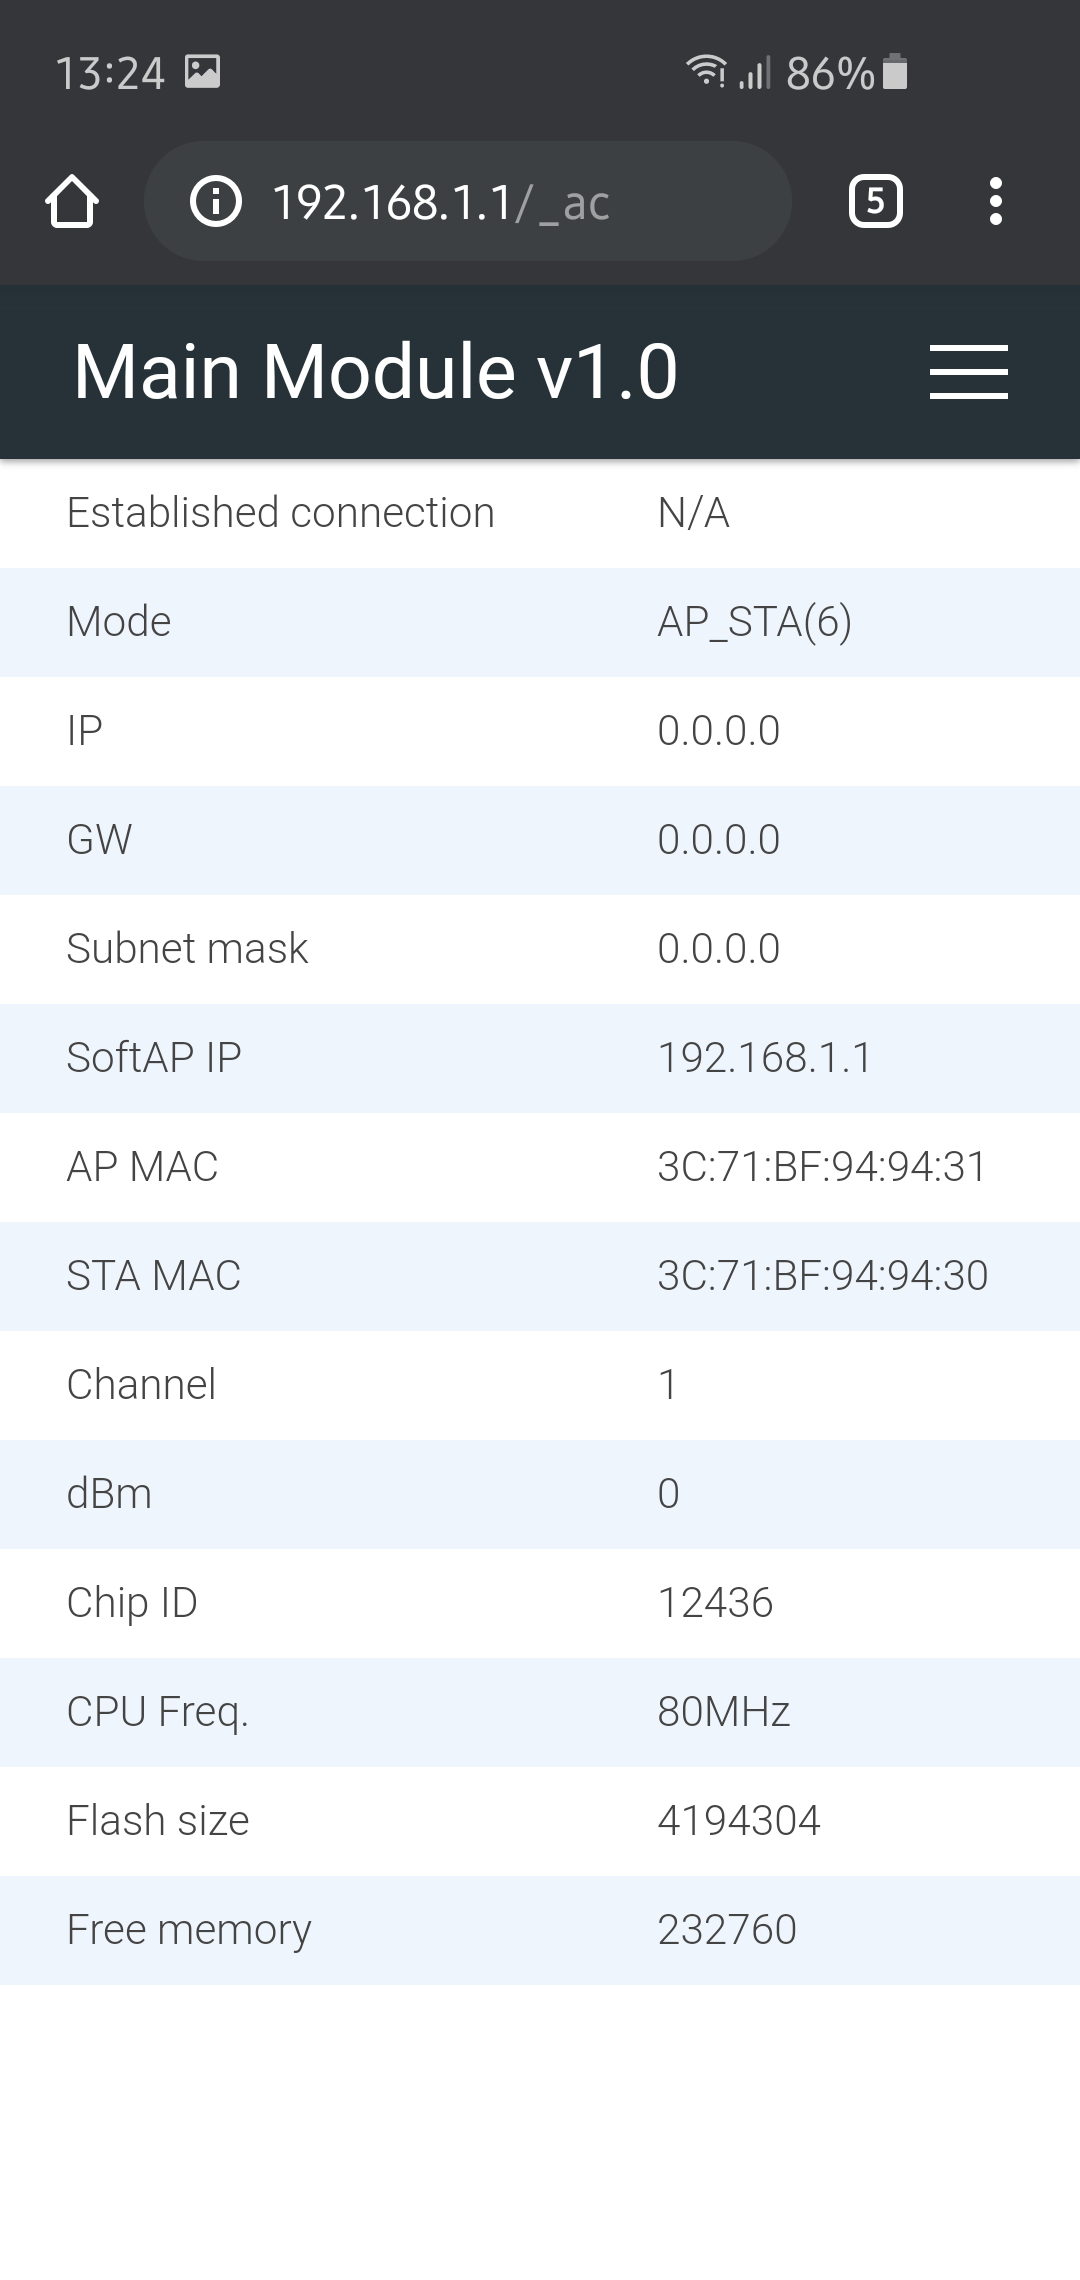 13:24 86%
192.168.1.1/_ac 5
Main Module v1.0
Established connection N/A
Mode AP_STA(6)
IP 0.0.0.0
GW 0.0.0.0
Subnet mask 0.0.0.0
SoftAP IP 192.168.1.1
AP MAC 3C:71:BF:94:94:31
STA MAC 3C:71:BF:94:94:30
Channel 1
dBm 0
Chip ID 12436
CPU Freq. 80MHz
Flash size 4194304
Free memory 232760